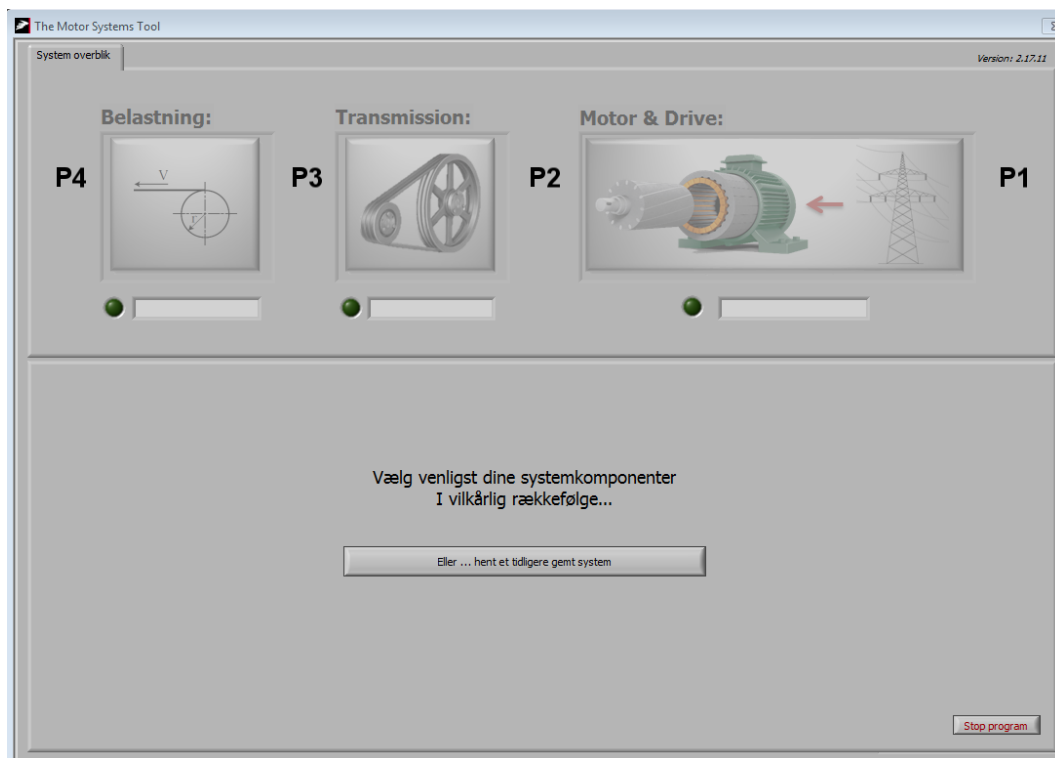 The Motor Systems Tool
System overblik
Version: 2.17.11
Belastning:
Transmission:
Motor & Drive:
P4
V
r
P3
P2
P1
Vælg venligst dine systemkomponenter
I vilkårlig rækkefølge...
Eller ... hent et tidligere gemt system
Stop program